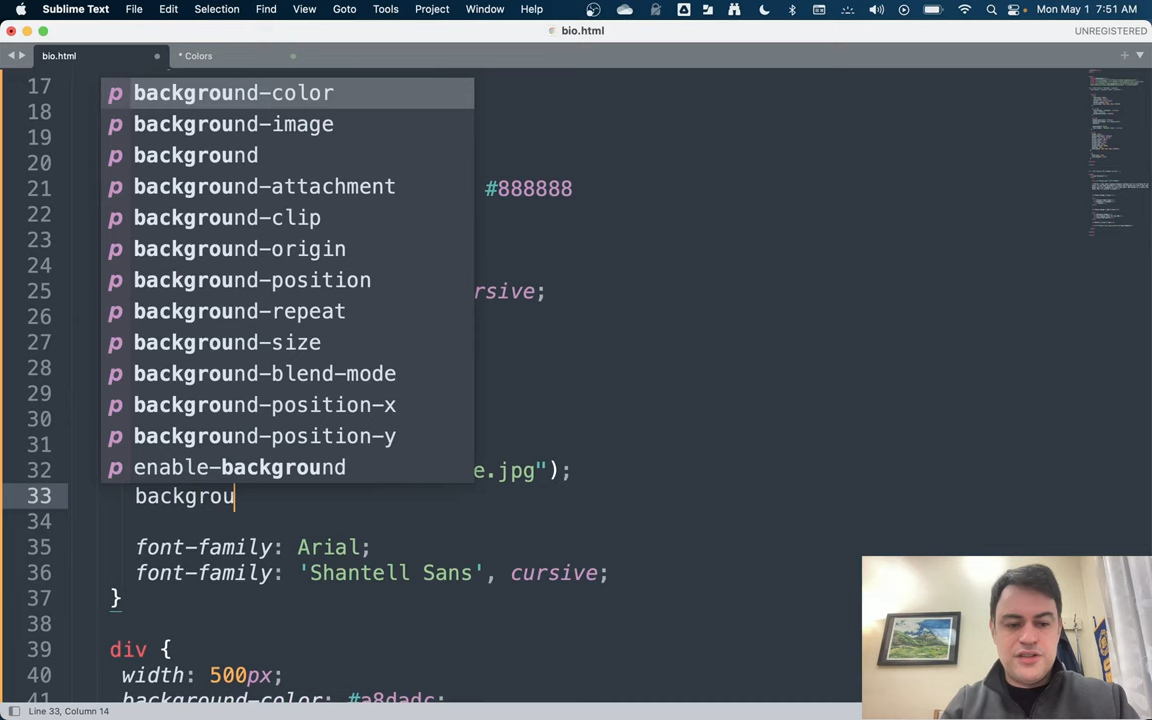 Sublime Text File Edit Selection Find View Goto Tools Project Window Help Mon May 1 7:51 AM
bio.html UNREGISTERED
bio.html * Colors
17
18
19
20
21 #888888
22
23
24
25 rsive;
26
27
28
29
30
31
32 e.jpg");
33 backgrou
34
35 font-family: Arial;
36 font-family: 'Shantell Sans', cursive;
37 }
38
39 div {
40 width: 500px;
41 background-color: #a8dadc;
p background-color
p background-image
p background
p background-attachment
p background-clip
p background-origin
p background-position
p background-repeat
p background-size
p background-blend-mode
p background-position-x
p background-position-y
p enable-background
Line 33, Column 14